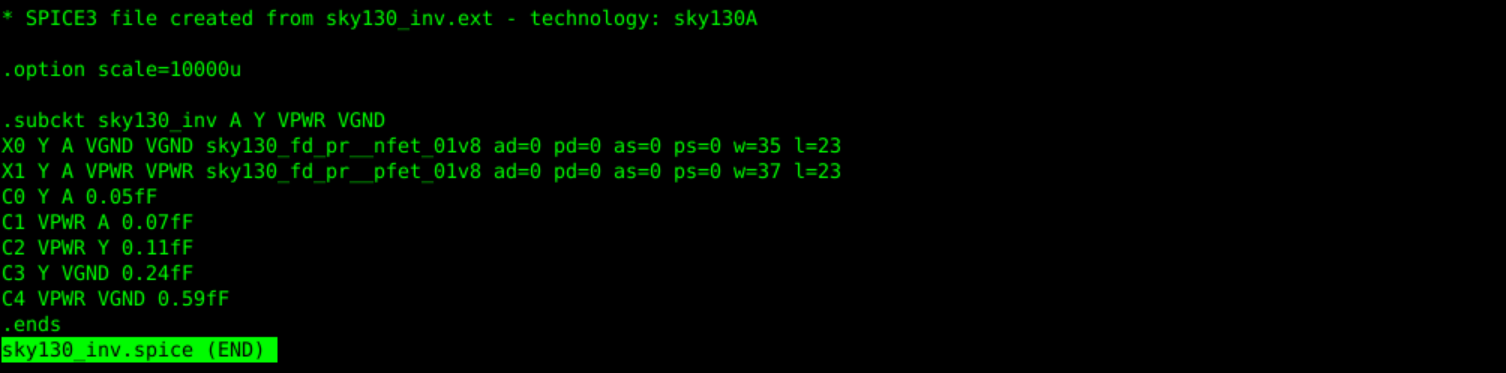 * SPICE3 file created from sky130_inv.ext - technology: sky130A
.option scale=10000u
.subckt sky130_inv A Y VPWR VGND
X0 Y A VGND VGND sky130_fd_pr__nfet_01v8 ad=0 pd=0 as=0 ps=0 w=35 l=23
X1 Y A VPWR VPWR sky130_fd_pr__pfet_01v8 ad=0 pd=0 as=0 ps=0 w=37 l=23
C0 Y A 0.05fF
C1 VPWR A 0.07fF
C2 VPWR Y 0.11fF
C3 Y VGND 0.24fF
C4 VPWR VGND 0.59fF
.ends
sky130_inv.spice (END)